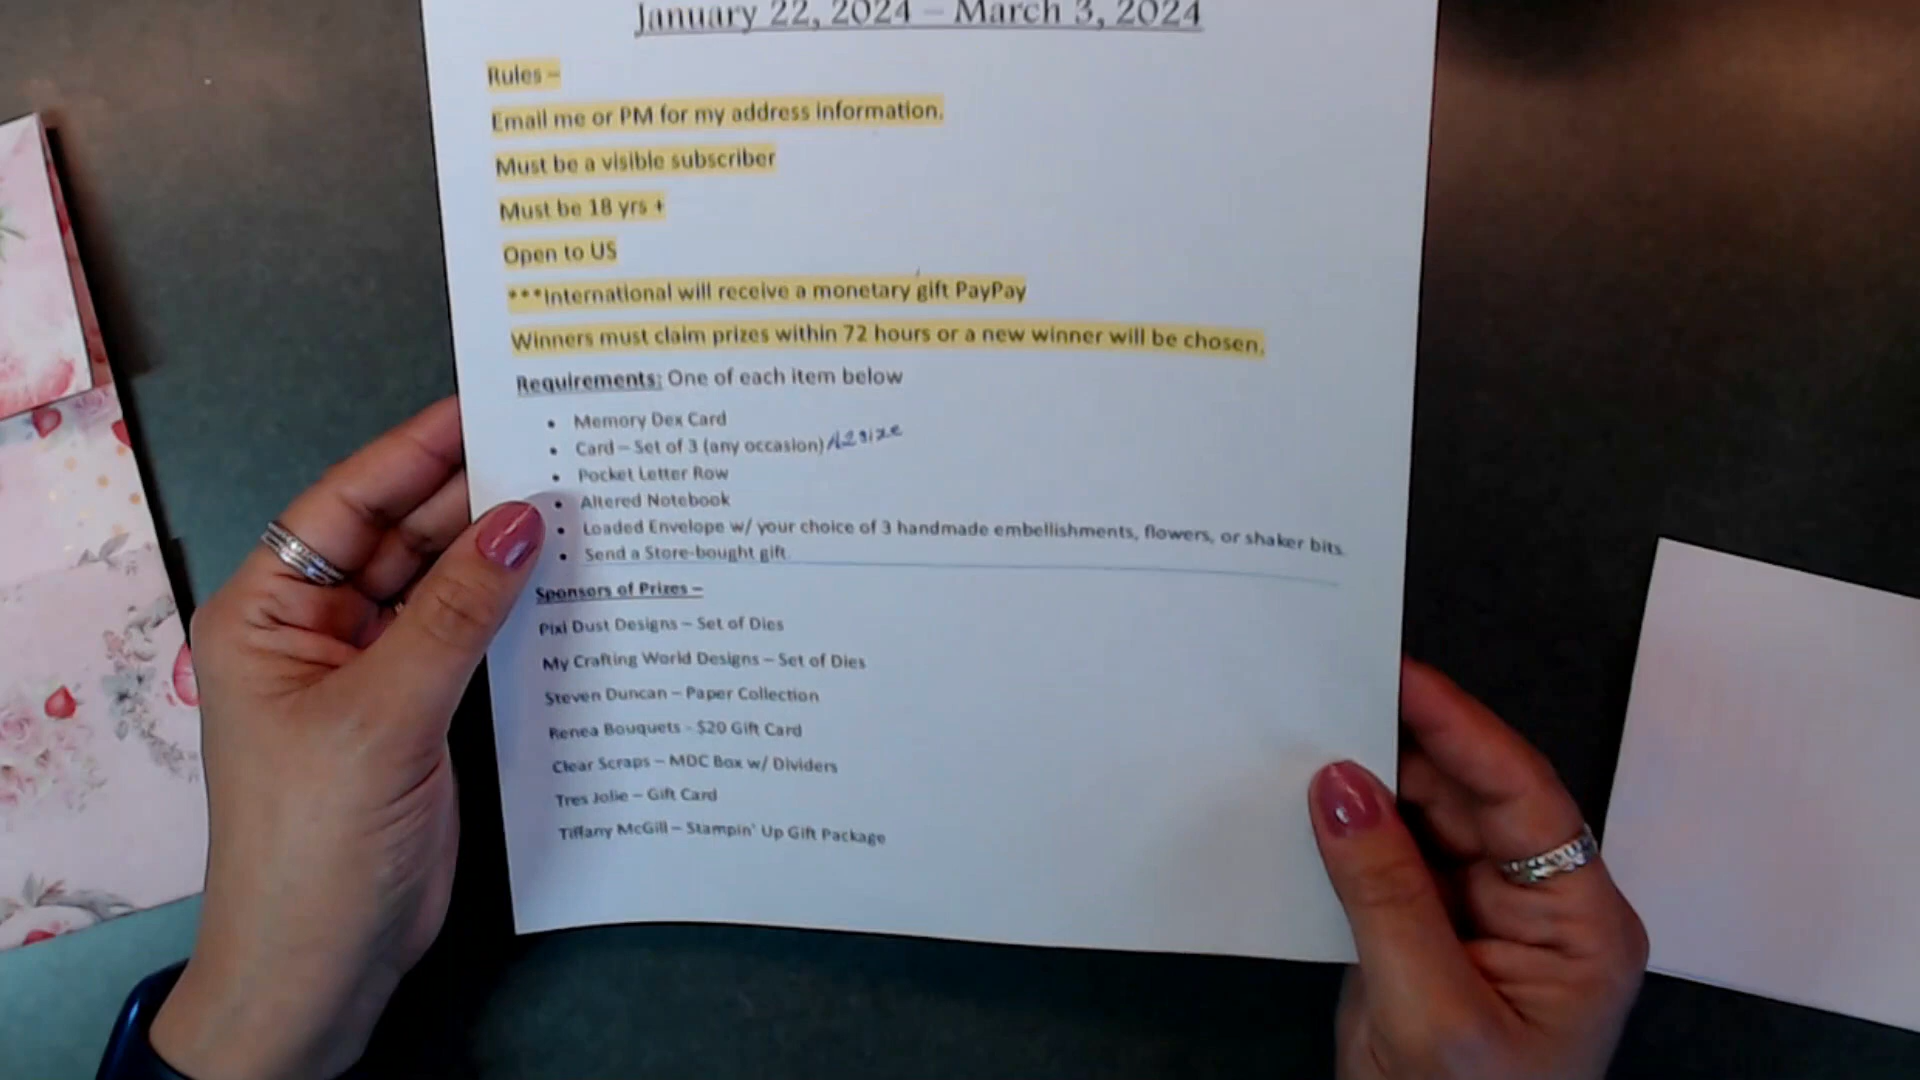 January 22, 2024 – March 3, 2024
Rules –
Email me or PM for my address information.
Must be a visible subscriber
Must be 18 yrs +
Open to US
***International will receive a monetary gift PayPay
Winners must claim prizes within 72 hours or a new winner will be chosen.
Requirements: One of each item below
• Memory Dex Card
• Card – Set of 3 (any occasion) A2 size
• Pocket Letter Row
• Altered Notebook
• Loaded Envelope w/ your choice of 3 handmade embellishments, flowers, or shaker bits.
• Send a Store-bought gift.
Sponsors of Prizes –
Pixi Dust Designs – Set of Dies
My Crafting World Designs – Set of Dies
Steven Duncan – Paper Collection
Renea Bouquets - $20 Gift Card
Clear Scraps – MDC Box w/ Dividers
Tres Jolie – Gift Card
Tiffany McGill – Stampin' Up Gift Package